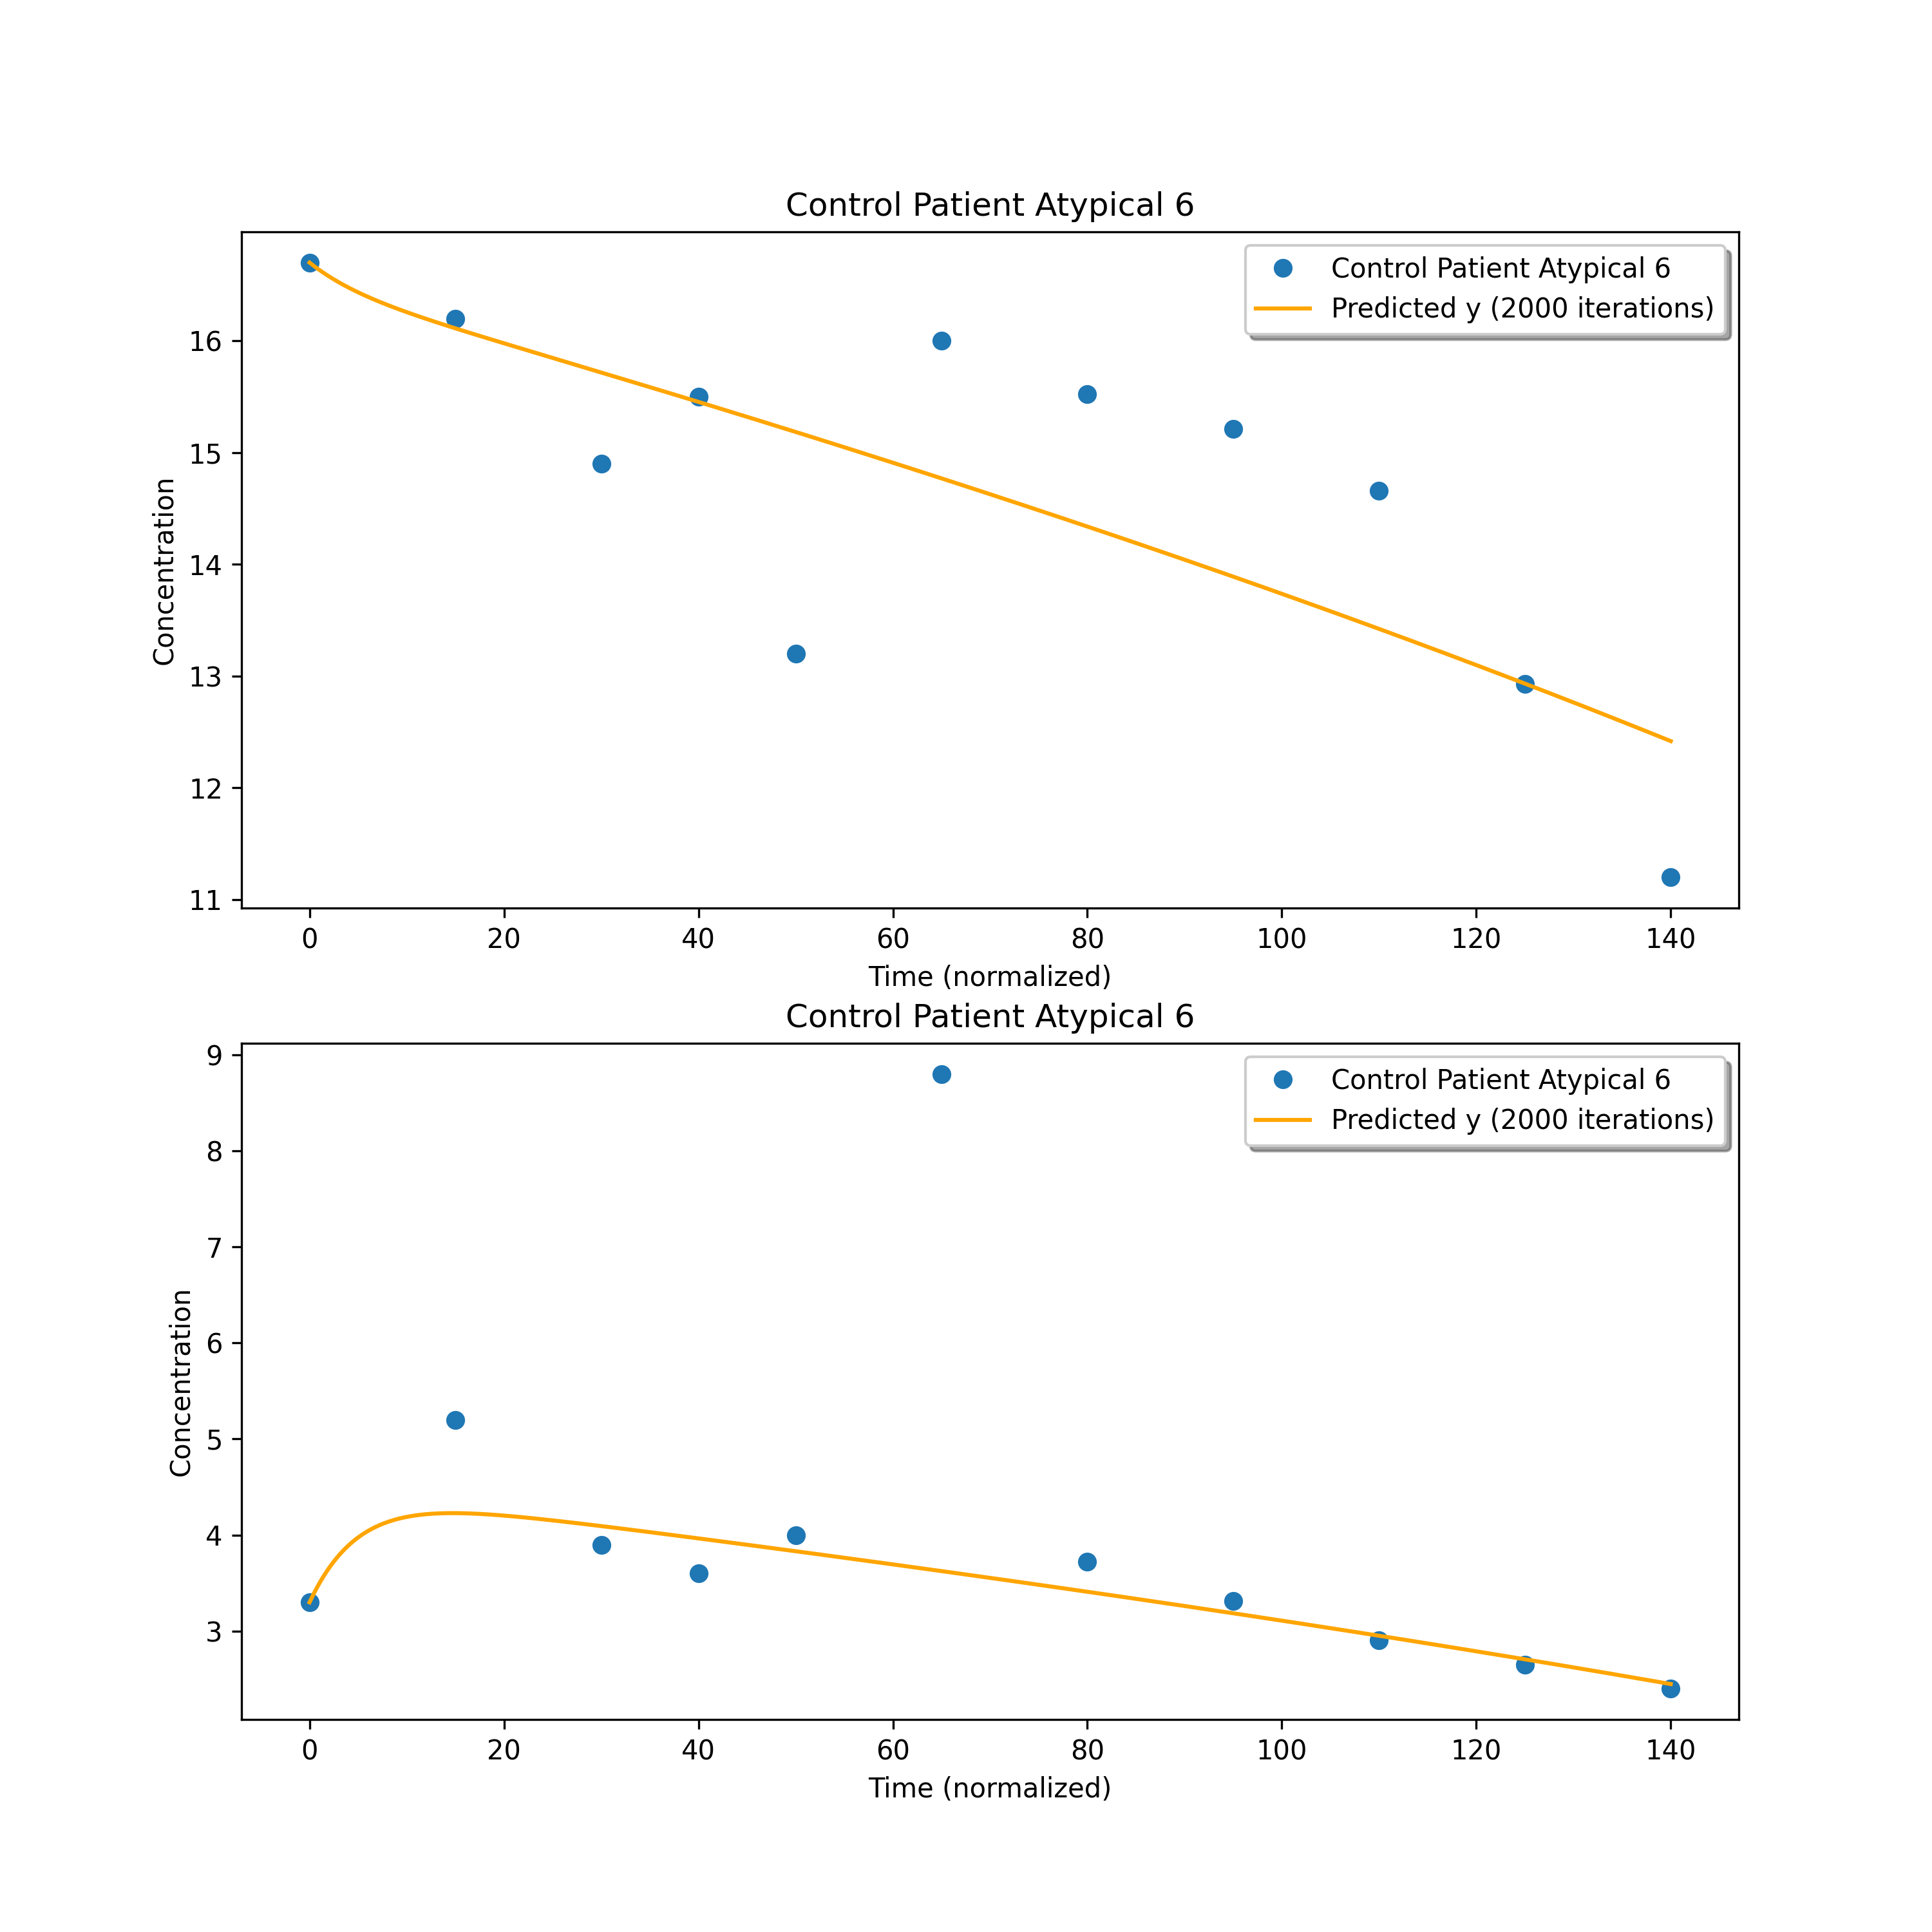 Control Patient Atypical 6
Control Patient Atypical 6
Predicted y (2000 iterations)
Concentration
16
15
14
13
12
11
0 20 40 60 80 100 120 140
Time (normalized)
Control Patient Atypical 6
Control Patient Atypical 6
Predicted y (2000 iterations)
Concentration
9
8
7
6
5
4
3
0 20 40 60 80 100 120 140
Time (normalized)